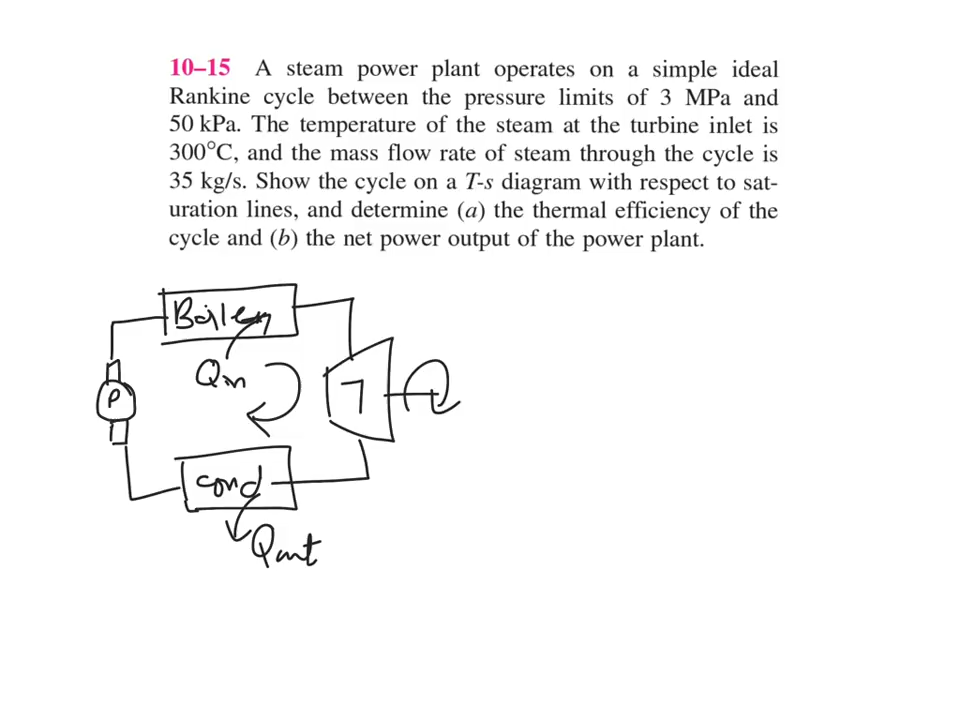 10–15 A steam power plant operates on a simple ideal
Rankine cycle between the pressure limits of 3 MPa and
50 kPa. The temperature of the steam at the turbine inlet is
300°C, and the mass flow rate of steam through the cycle is
35 kg/s. Show the cycle on a T-s diagram with respect to sat-
uration lines, and determine (a) the thermal efficiency of the
cycle and (b) the net power output of the power plant.
Boiler
Qin
P
T
cond
Qout